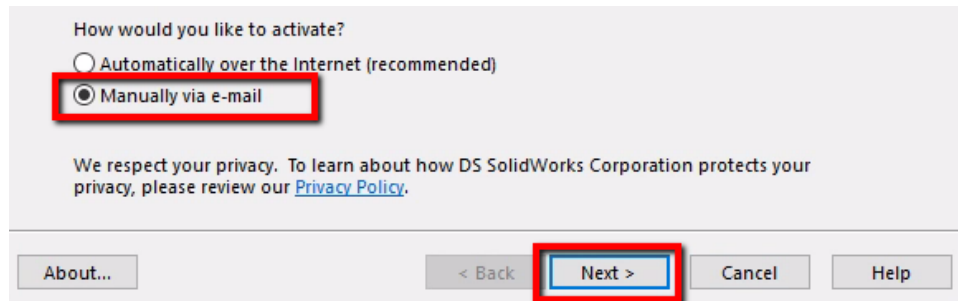 How would you like to activate?
Automatically over the Internet (recommended)
Manually via e-mail
We respect your privacy. To learn about how DS SolidWorks Corporation protects your
privacy, please review our Privacy Policy.
About... < Back Next > Cancel Help